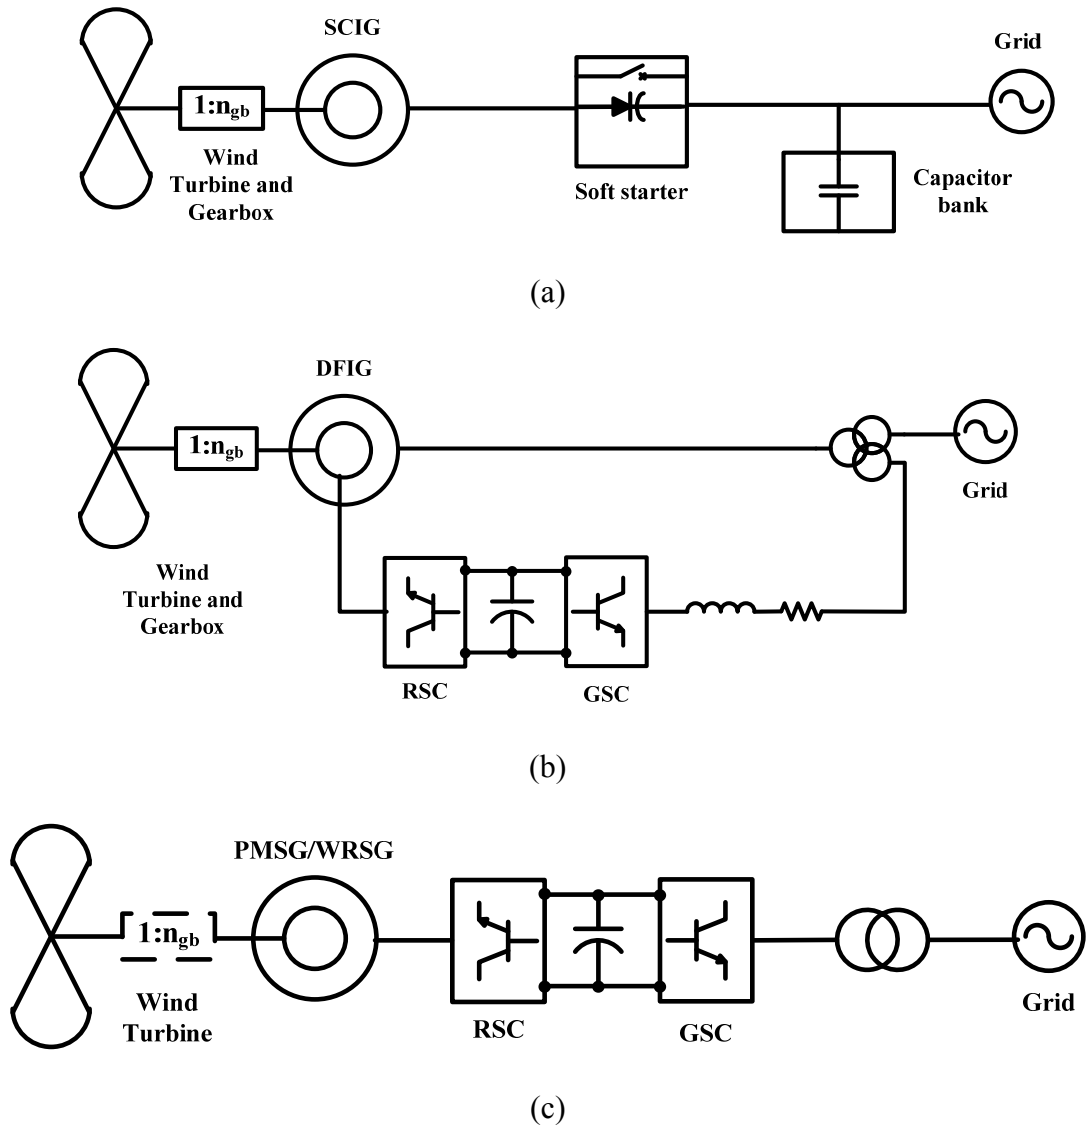 SCIG
Grid
1:ngb
Wind
Turbine and
Gearbox
Soft starter
Capacitor
bank
(a)
DFIG
1:ngb
Grid
Wind
Turbine and
Gearbox
RSC
GSC
(b)
PMSG/WRSG
1:ngb
Wind
Turbine
RSC
GSC
Grid
(c)